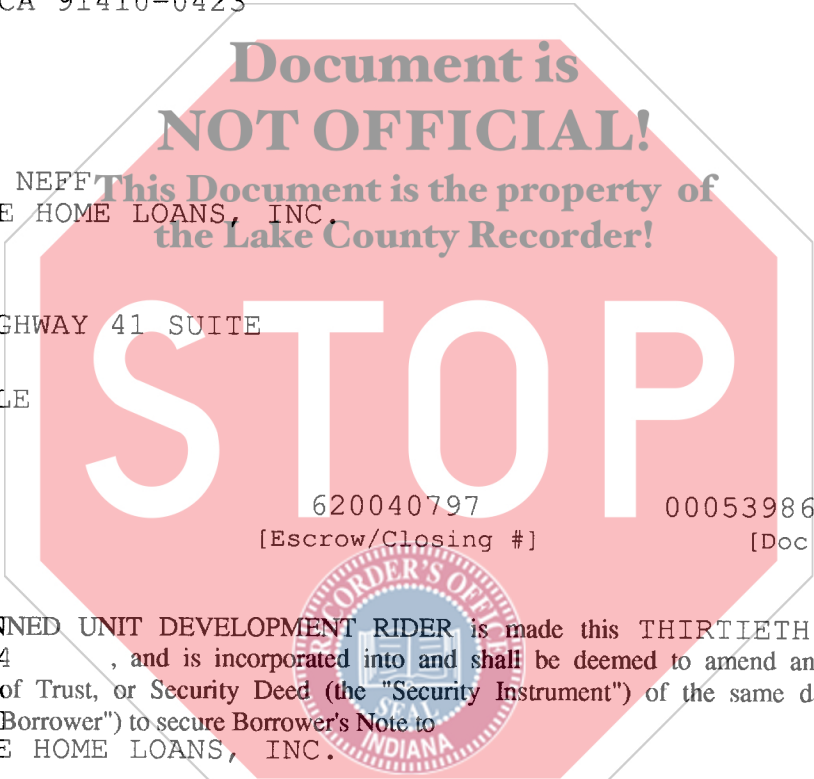 CA 91410-0423
Document is
NOT OFFICIAL!
NEFF
This Document is the property of
E HOME LOANS, INC.
the Lake County Recorder!
GHWAY 41 SUITE
LE
STOP
620040797 00053986
[Escrow/Closing #] [Doc
RECORDER'S OFFICE
NNED UNIT DEVELOPMENT RIDER is made this THIRTIETH
4 , and is incorporated into and shall be deemed to amend an
of Trust, or Security Deed (the "Security Instrument") of the same d
Borrower") to secure Borrower's Note to
SEAL
E HOME LOANS, INC.
INDIANA